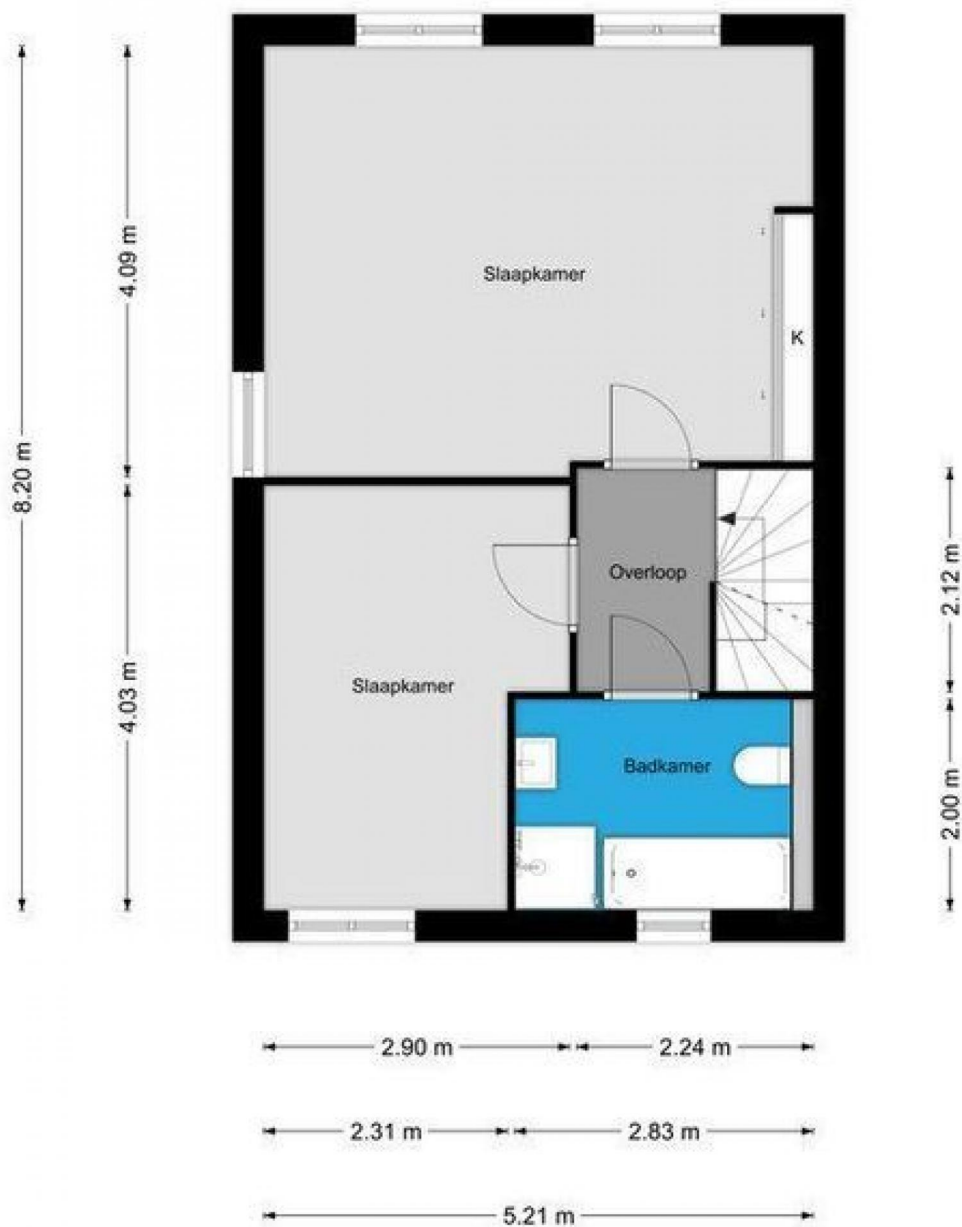 Slaapkamer
K
Overloop
Slaapkamer
Badkamer
8.20 m
4.09 m
4.03 m
2.12 m
2.00 m
2.90 m
2.24 m
2.31 m
2.83 m
5.21 m